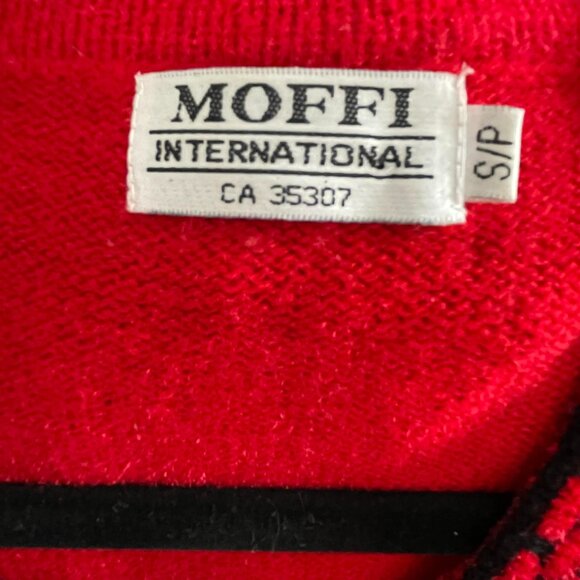 MOFFI
INTERNATIONAL
CA 35307
S/P